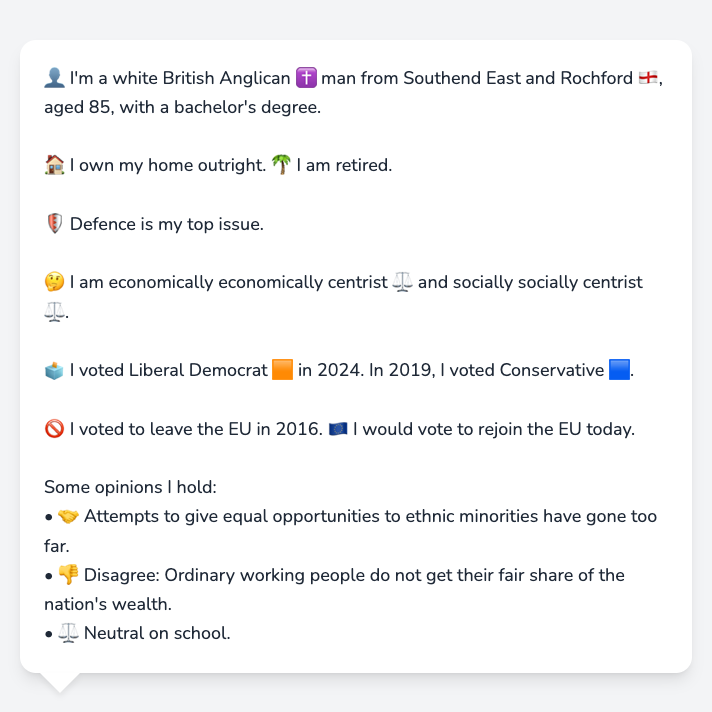 👤 I'm a white British Anglican ✝️ man from Southend East and Rochford 🏴󠁧󠁢󠁥󠁮󠁧󠁿,
aged 85, with a bachelor's degree.
🏠 I own my home outright. 🌴 I am retired.
🛡️ Defence is my top issue.
🤔 I am economically economically centrist ⚖️ and socially socially centrist
⚖️.
🗳️ I voted Liberal Democrat 🟧 in 2024. In 2019, I voted Conservative 🟦.
🚫 I voted to leave the EU in 2016. 🇪🇺 I would vote to rejoin the EU today.
Some opinions I hold:
• 🤝 Attempts to give equal opportunities to ethnic minorities have gone too
far.
• 👎 Disagree: Ordinary working people do not get their fair share of the
nation's wealth.
• ⚖️ Neutral on school.